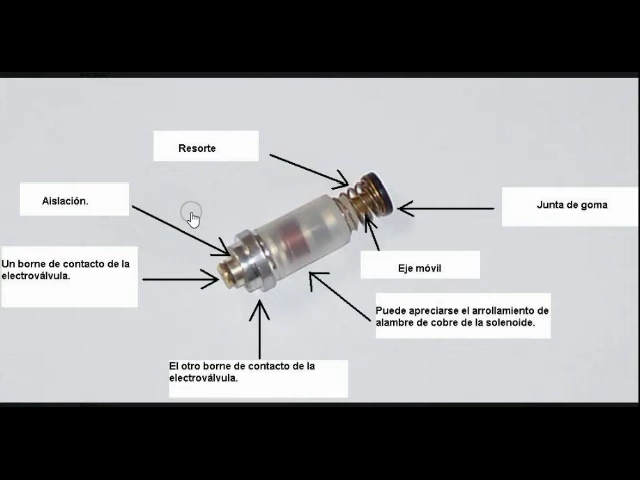 Resorte
Aislación.
Junta de goma
Un borne de contacto de la
electroválvula.
Eje móvil
Puede apreciarse el arrollamiento de
alambre de cobre de la solenoide.
El otro borne de contacto de la
electroválvula.